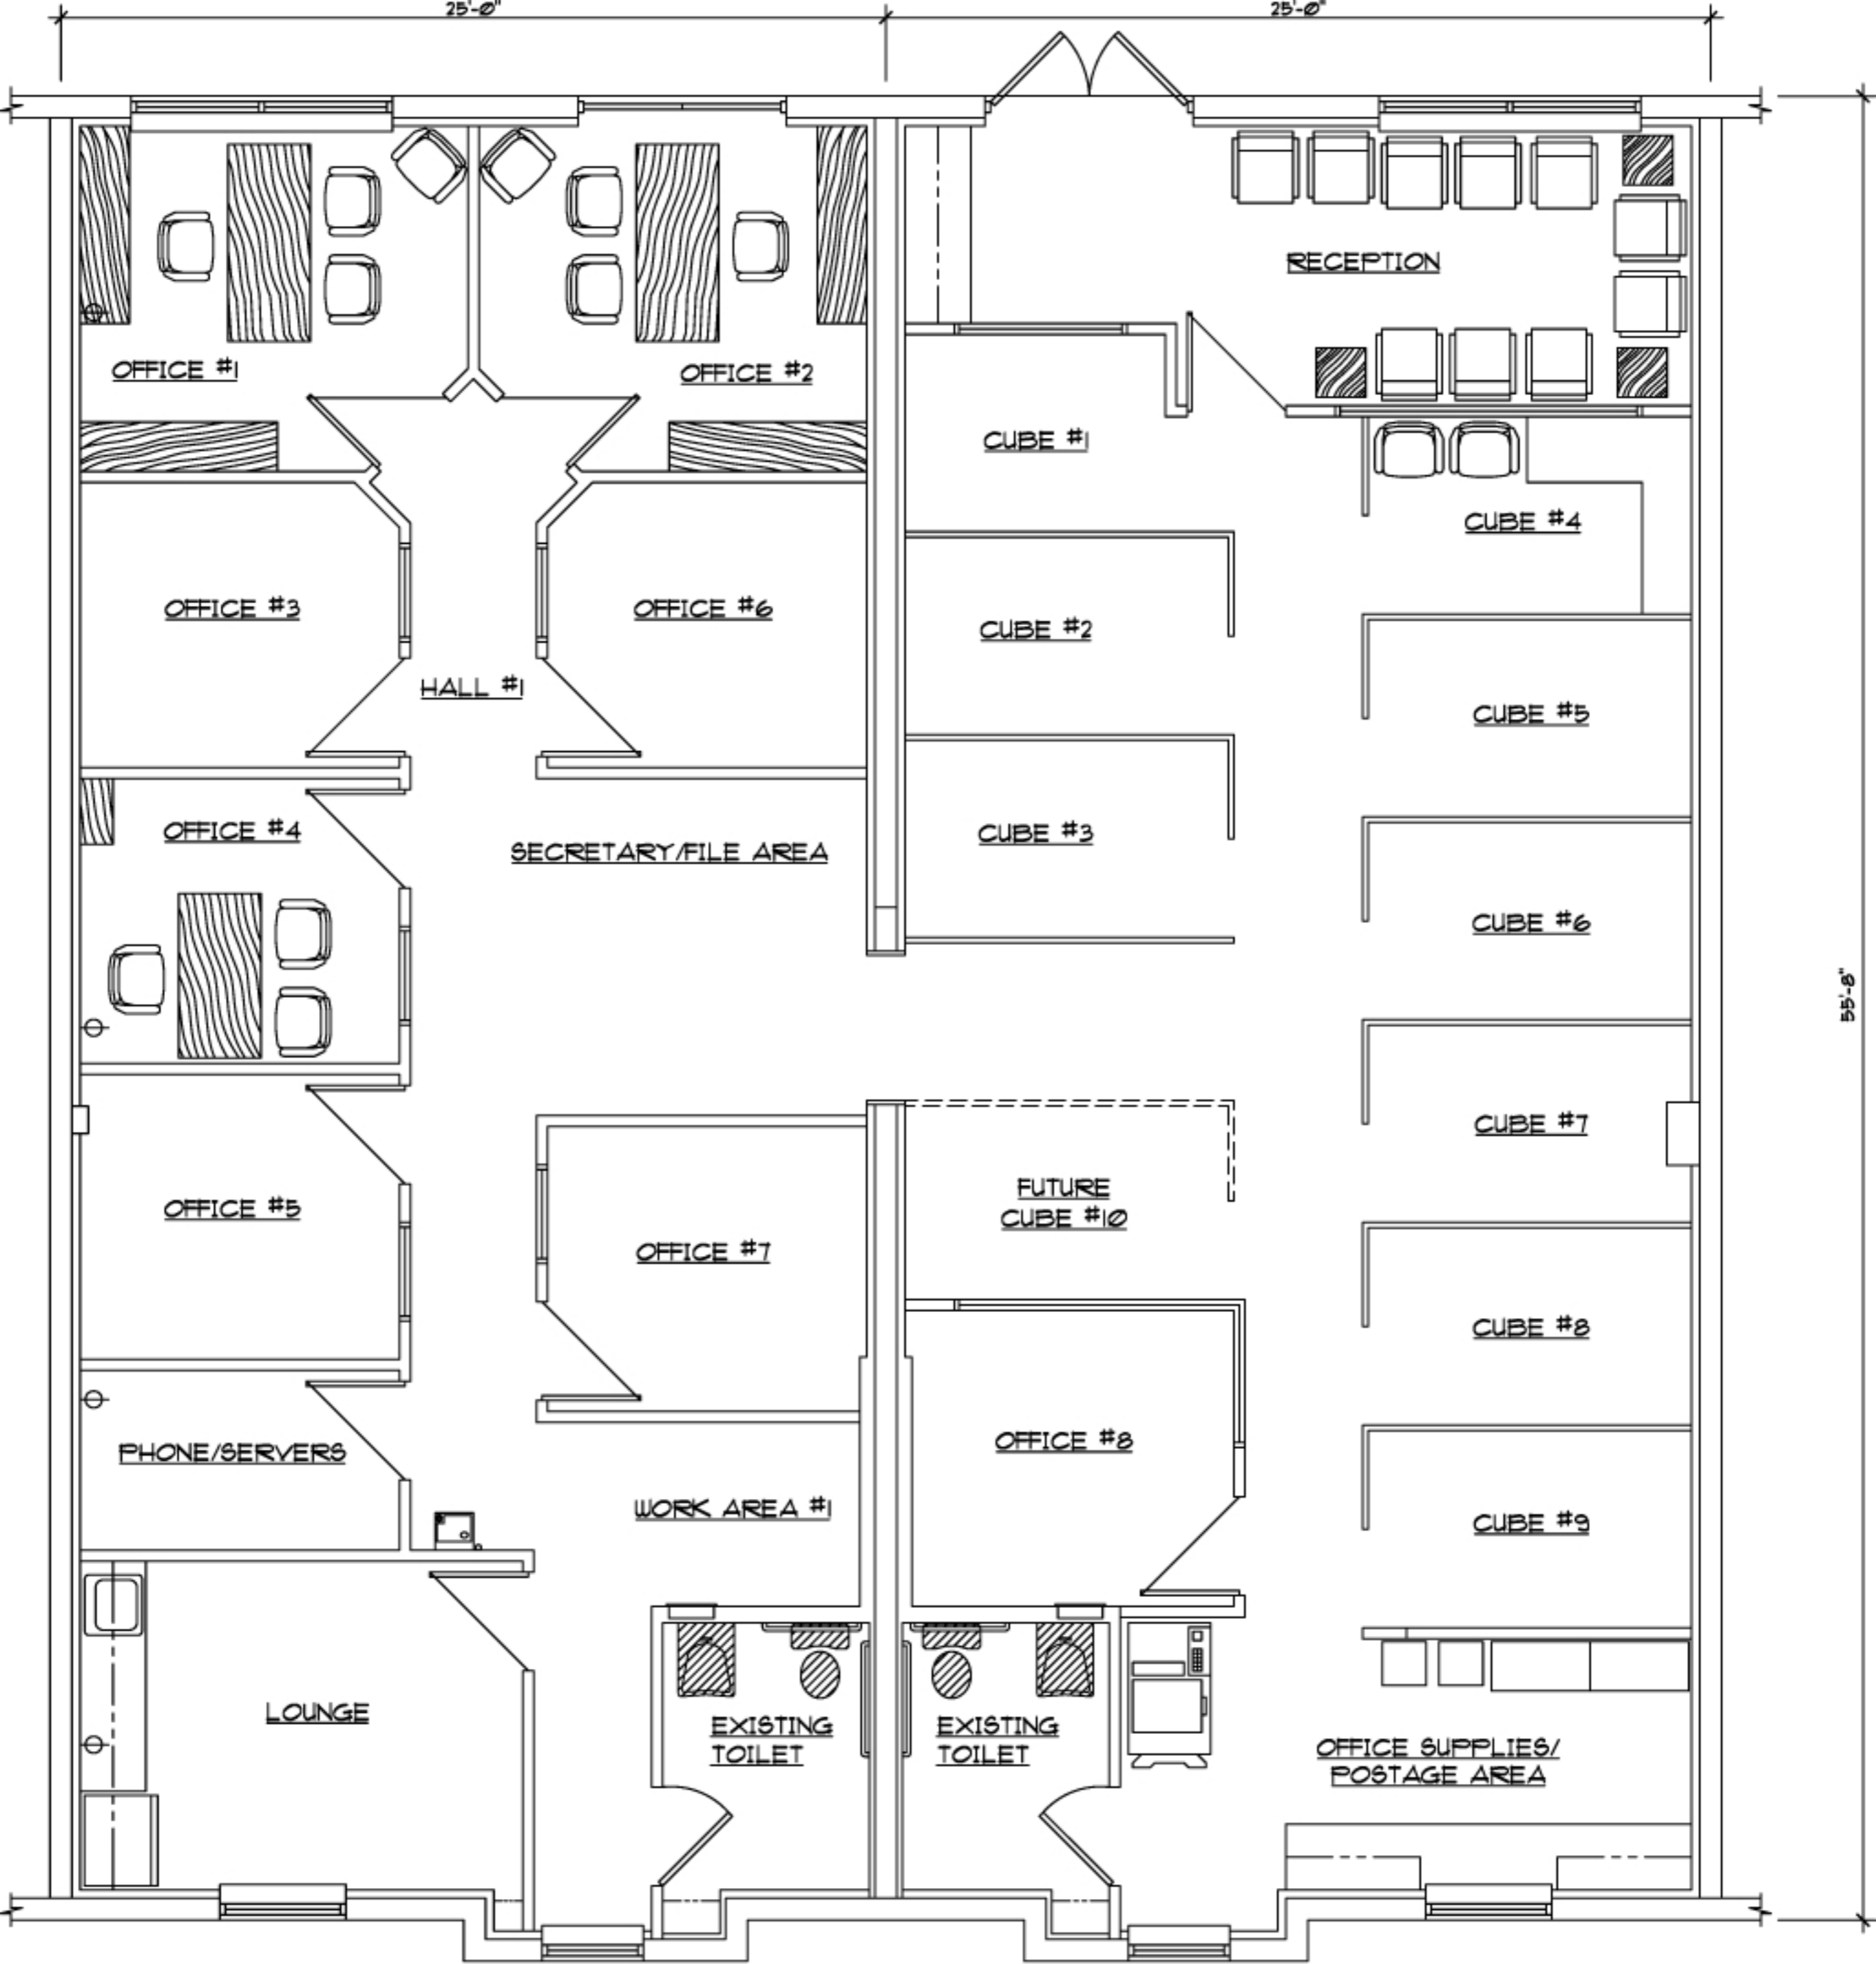 25'-0"
25'-0"
RECEPTION
OFFICE #1
OFFICE #2
CUBE #1
CUBE #4
OFFICE #3
OFFICE #6
CUBE #2
HALL #1
CUBE #5
OFFICE #4
SECRETARY/FILE AREA
CUBE #3
CUBE #6
55'-8"
CUBE #7
FUTURE
CUBE #10
OFFICE #5
OFFICE #7
CUBE #8
OFFICE #8
PHONE/SERVERS
WORK AREA #1
CUBE #9
LOUNGE
EXISTING
TOILET
EXISTING
TOILET
OFFICE SUPPLIES/
POSTAGE AREA